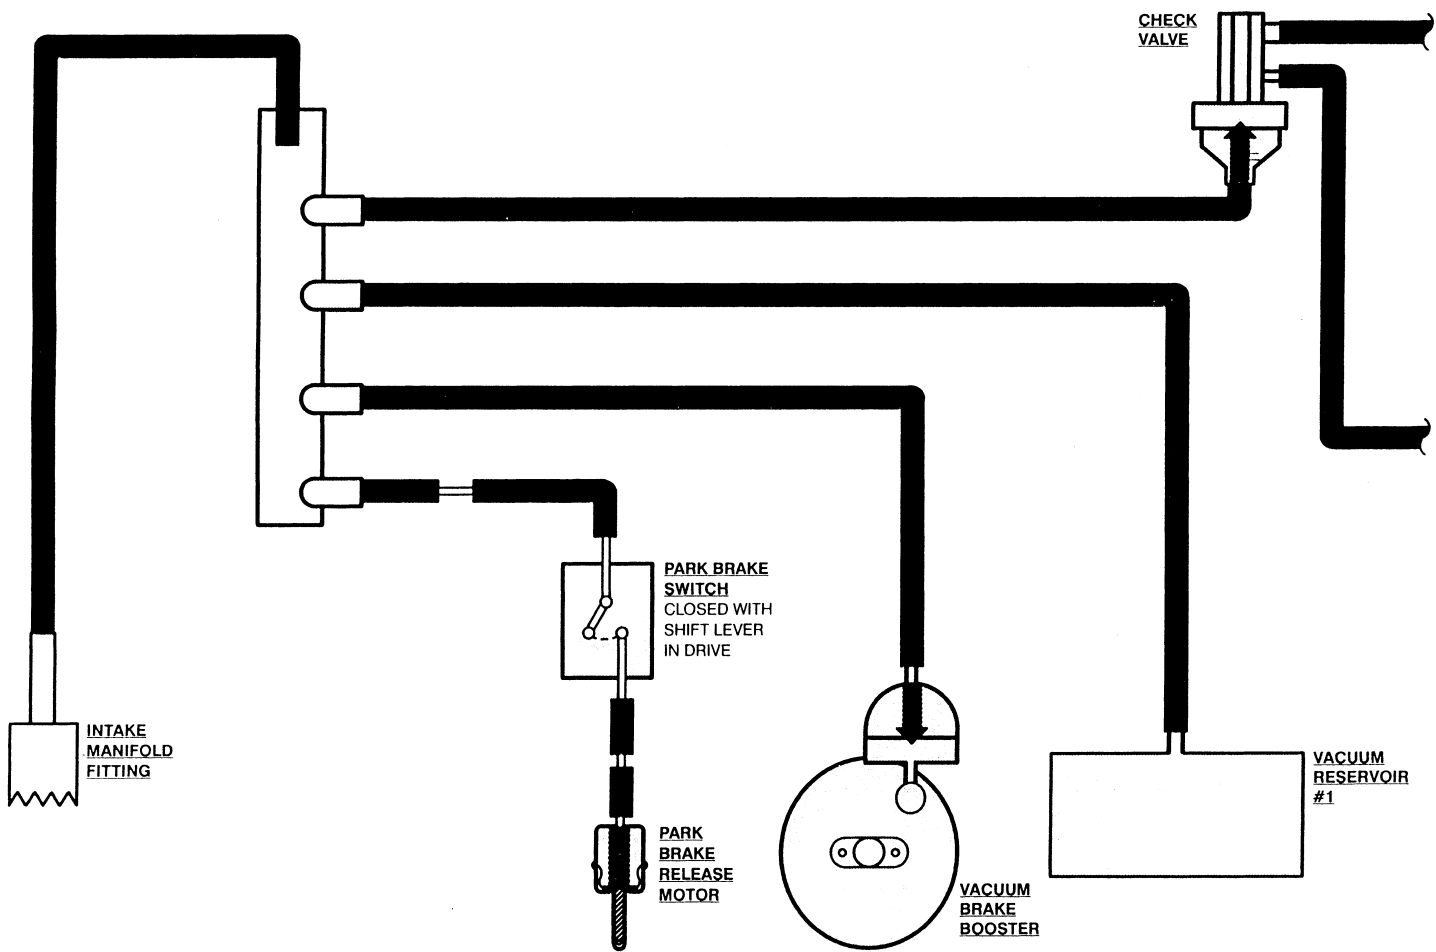 CHECK
VALVE
PARK BRAKE
SWITCH
CLOSED WITH
SHIFT LEVER
IN DRIVE
INTAKE
MANIFOLD
FITTING
VACUUM
RESERVOIR
#1
PARK
BRAKE
RELEASE
MOTOR
VACUUM
BRAKE
BOOSTER